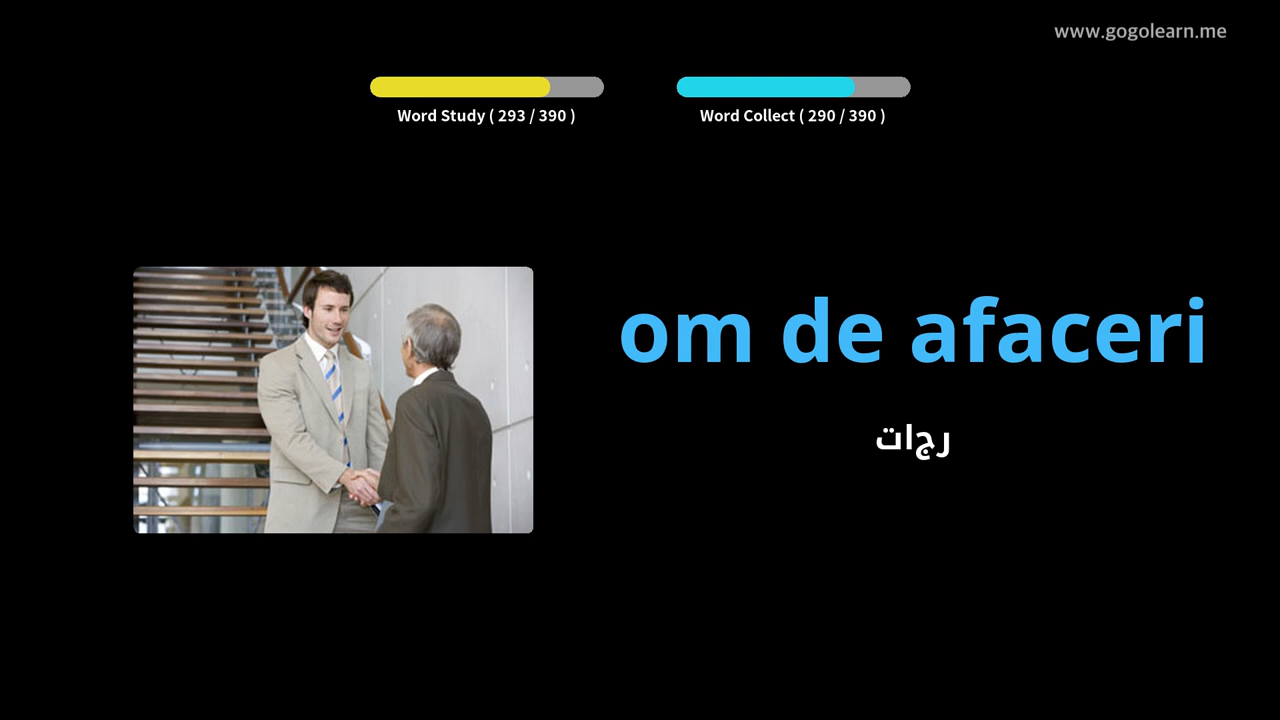 www.gogolearn.me
Word Study ( 293 / 390 )
Word Collect ( 290 / 390 )
om de afaceri
رجات